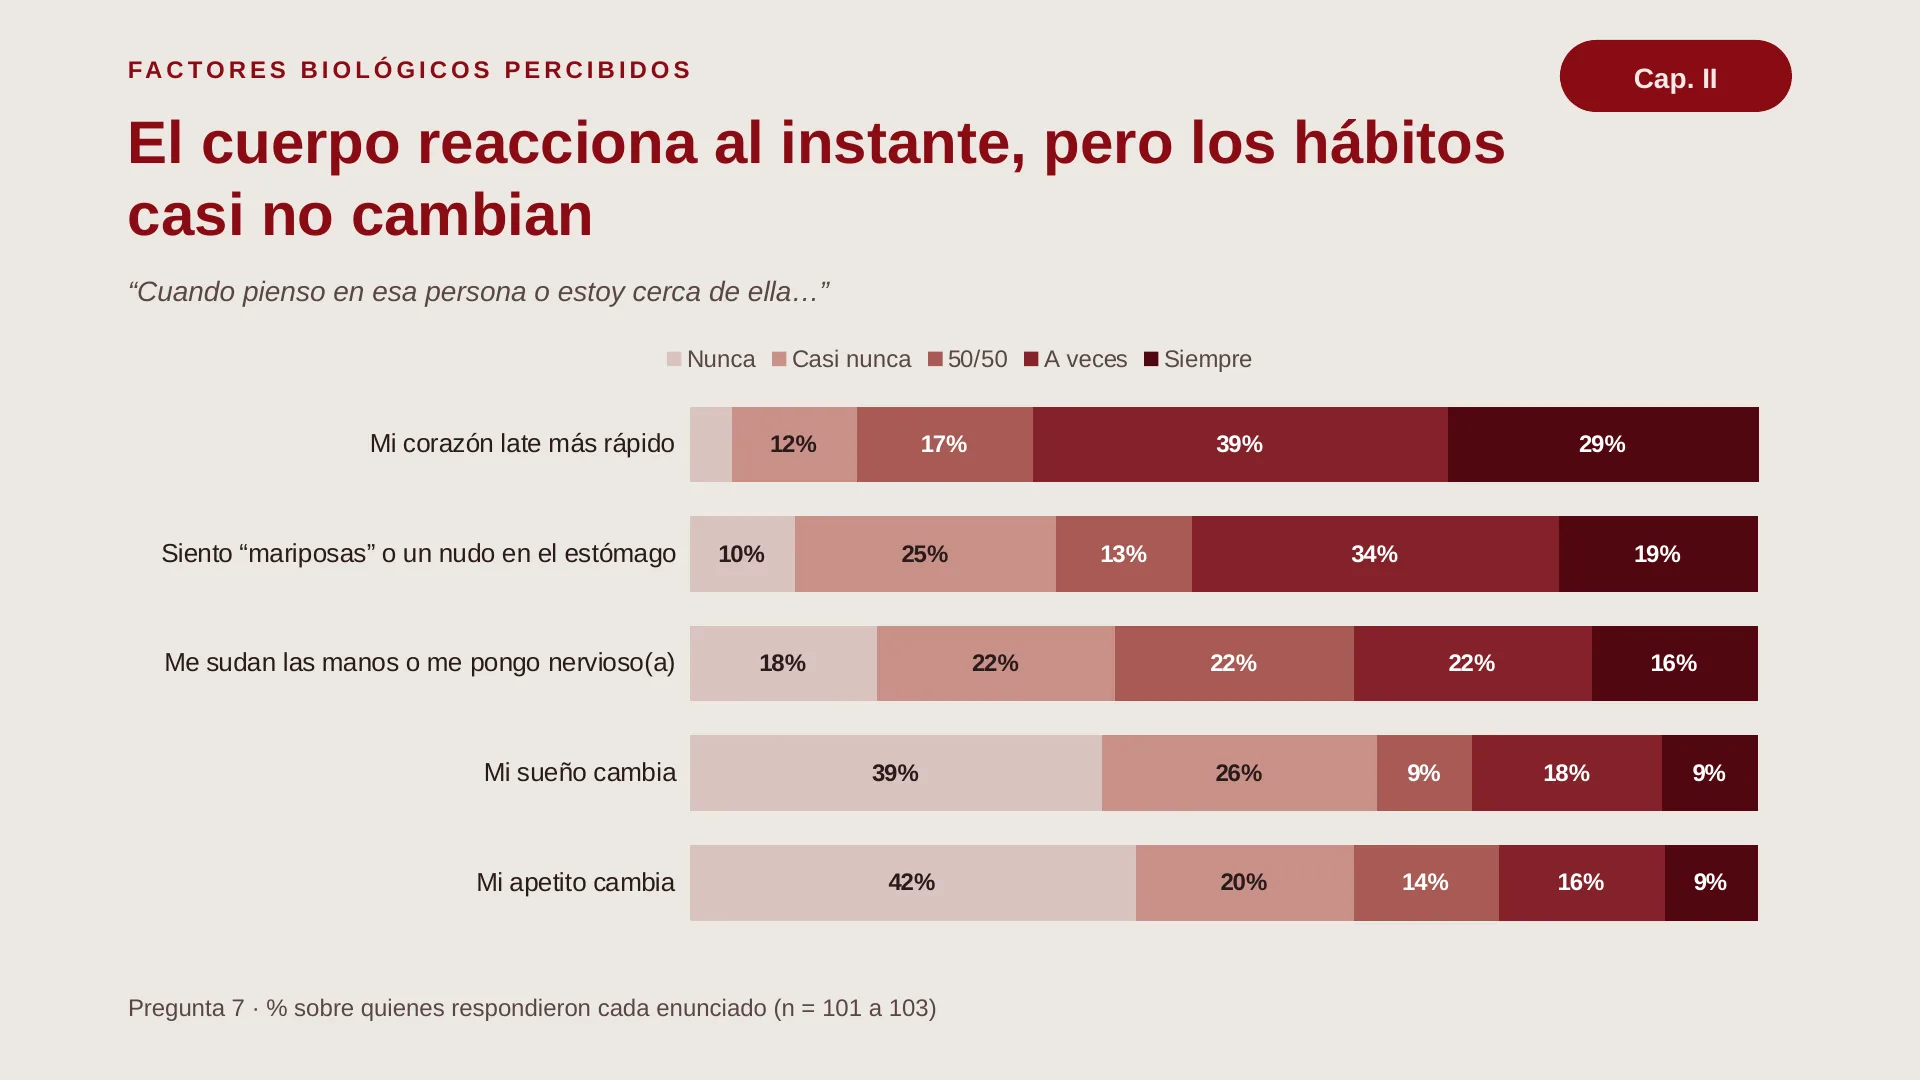 FACTORES BIOLÓGICOS PERCIBIDOS
Cap. II
El cuerpo reacciona al instante, pero los hábitos
casi no cambian
“Cuando pienso en esa persona o estoy cerca de ella…”
Nunca Casi nunca 50/50 A veces Siempre
Mi corazón late más rápido 12% 17% 39% 29%
Siento “mariposas” o un nudo en el estómago 10% 25% 13% 34% 19%
Me sudan las manos o me pongo nervioso(a) 18% 22% 22% 22% 16%
Mi sueño cambia 39% 26% 9% 18% 9%
Mi apetito cambia 42% 20% 14% 16% 9%
Pregunta 7 · % sobre quienes respondieron cada enunciado (n = 101 a 103)